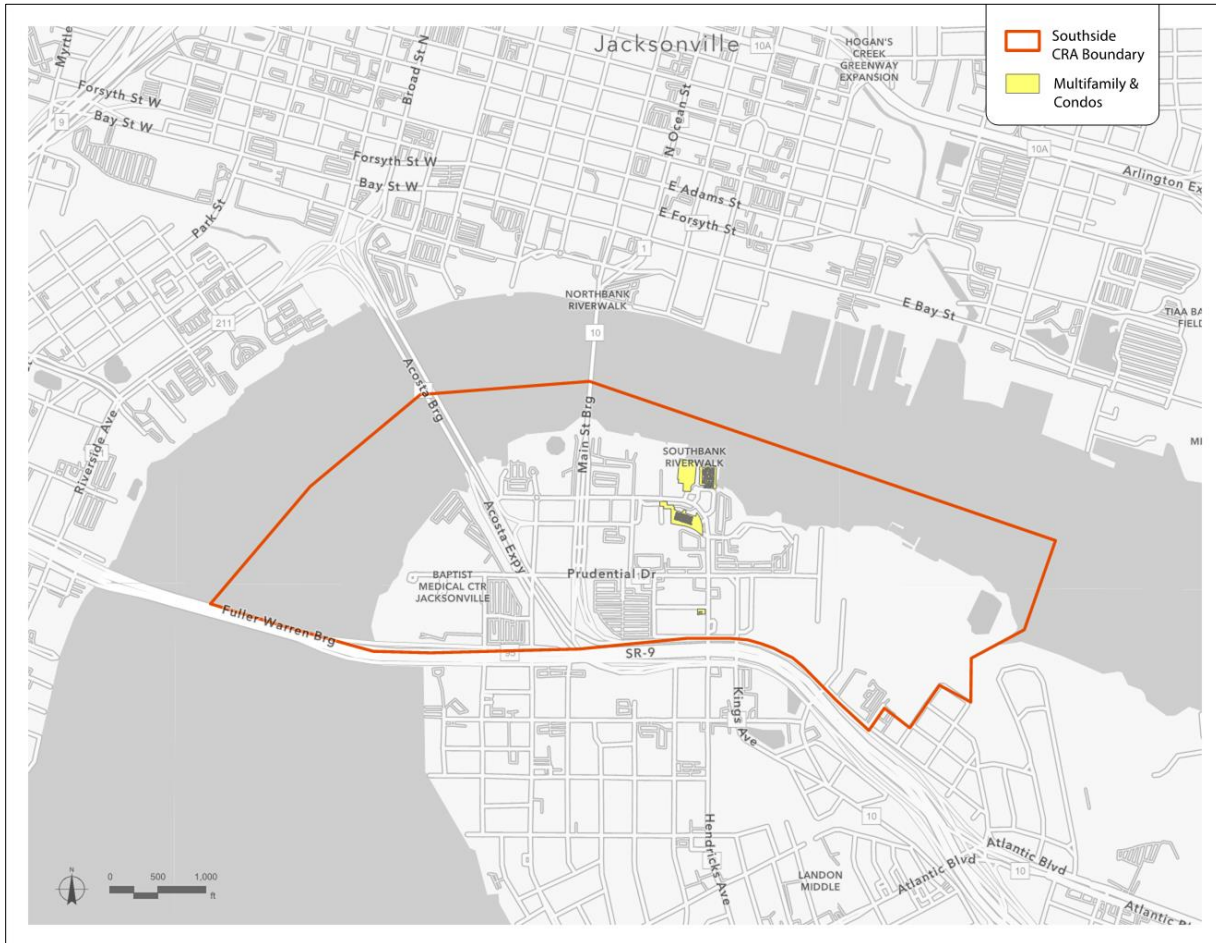 Jacksonville
10A
HOGAN'S
CREEK
GREENWAY
EXPANSION
Southside
CRA Boundary
Multifamily &
Condos
Myrtle
Broad St N
N Ocean St
Forsyth St W
Bay St W
9
Forsyth St W
Bay St W
10A
Arlington Ex
E Adams St
E Forsyth St
Park St
1
NORTHBANK
RIVERWALK
E Bay St
TIAA BA
FIELD
211
10
Acosta Brg
Main St Brg
Riverside Ave
SOUTHBANK
RIVERWALK
Acosta Expy
BAPTIST
MEDICAL CTR
JACKSONVILLE
Prudential Dr
Fuller Warren Brg
95
SR-9
Kings Ave
Hendricks Ave
10
Atlantic Blvd
Atlantic Blvd
10
LANDON
MIDDLE
Atlantic Bl
N
0 500 1,000
ft